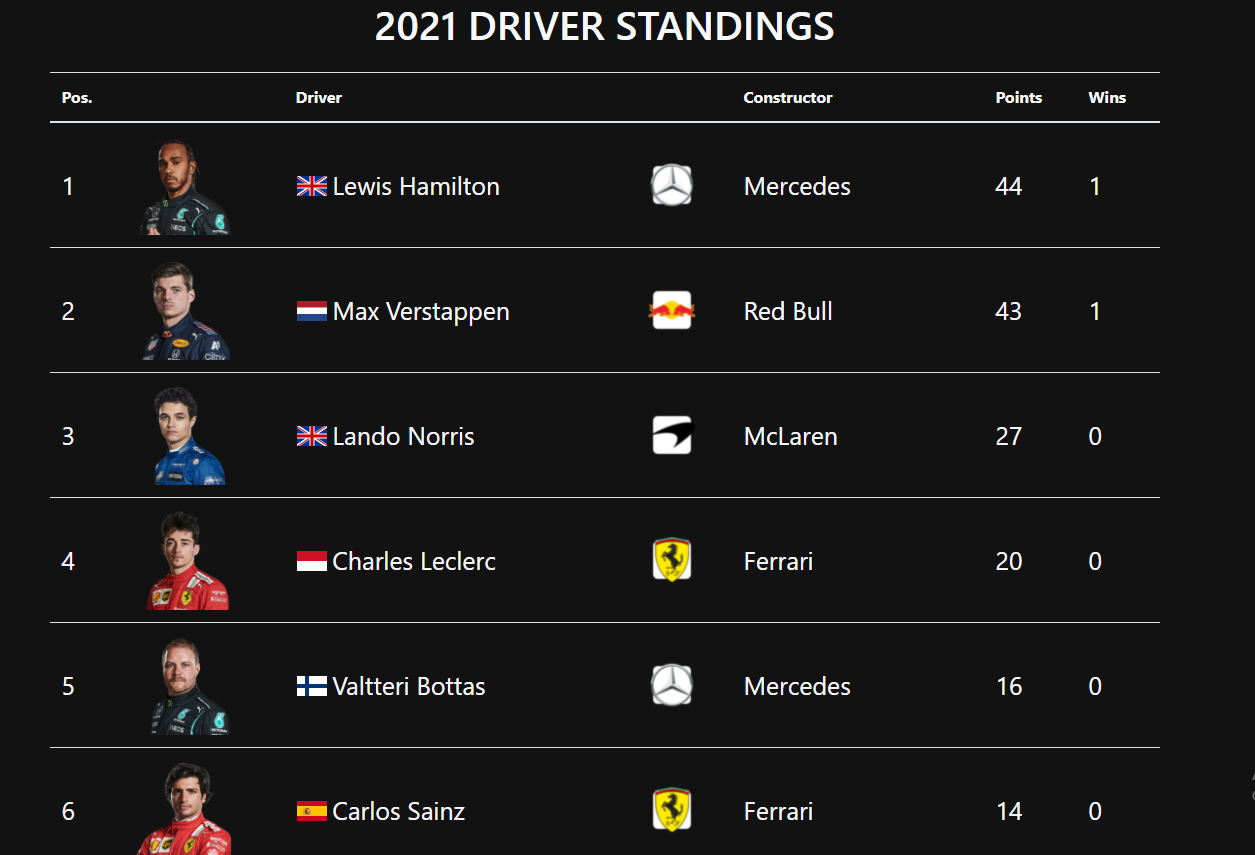 2021 DRIVER STANDINGS
Pos. Driver Constructor Points Wins
1 Lewis Hamilton Mercedes 44 1
2 Max Verstappen Red Bull 43 1
3 Lando Norris McLaren 27 0
4 Charles Leclerc Ferrari 20 0
5 Valtteri Bottas Mercedes 16 0
6 Carlos Sainz Ferrari 14 0